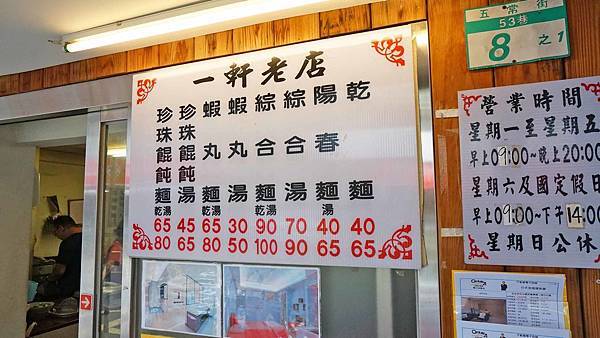 五常街
53巷
8之1
一軒老店
乾麵 40 65
陽春麵湯 40 65
綜合湯 70 90
綜合麵乾湯 90 100
蝦丸湯 30 50
蝦丸麵乾湯 65 80
珍珠餛飩湯 45 65
珍珠餛飩麵乾湯 65 80
營業時間
星期一至星期五
早上09:00~晚上20:00
星期六及國定假日
早上09:00~下午14:00
星期日公休